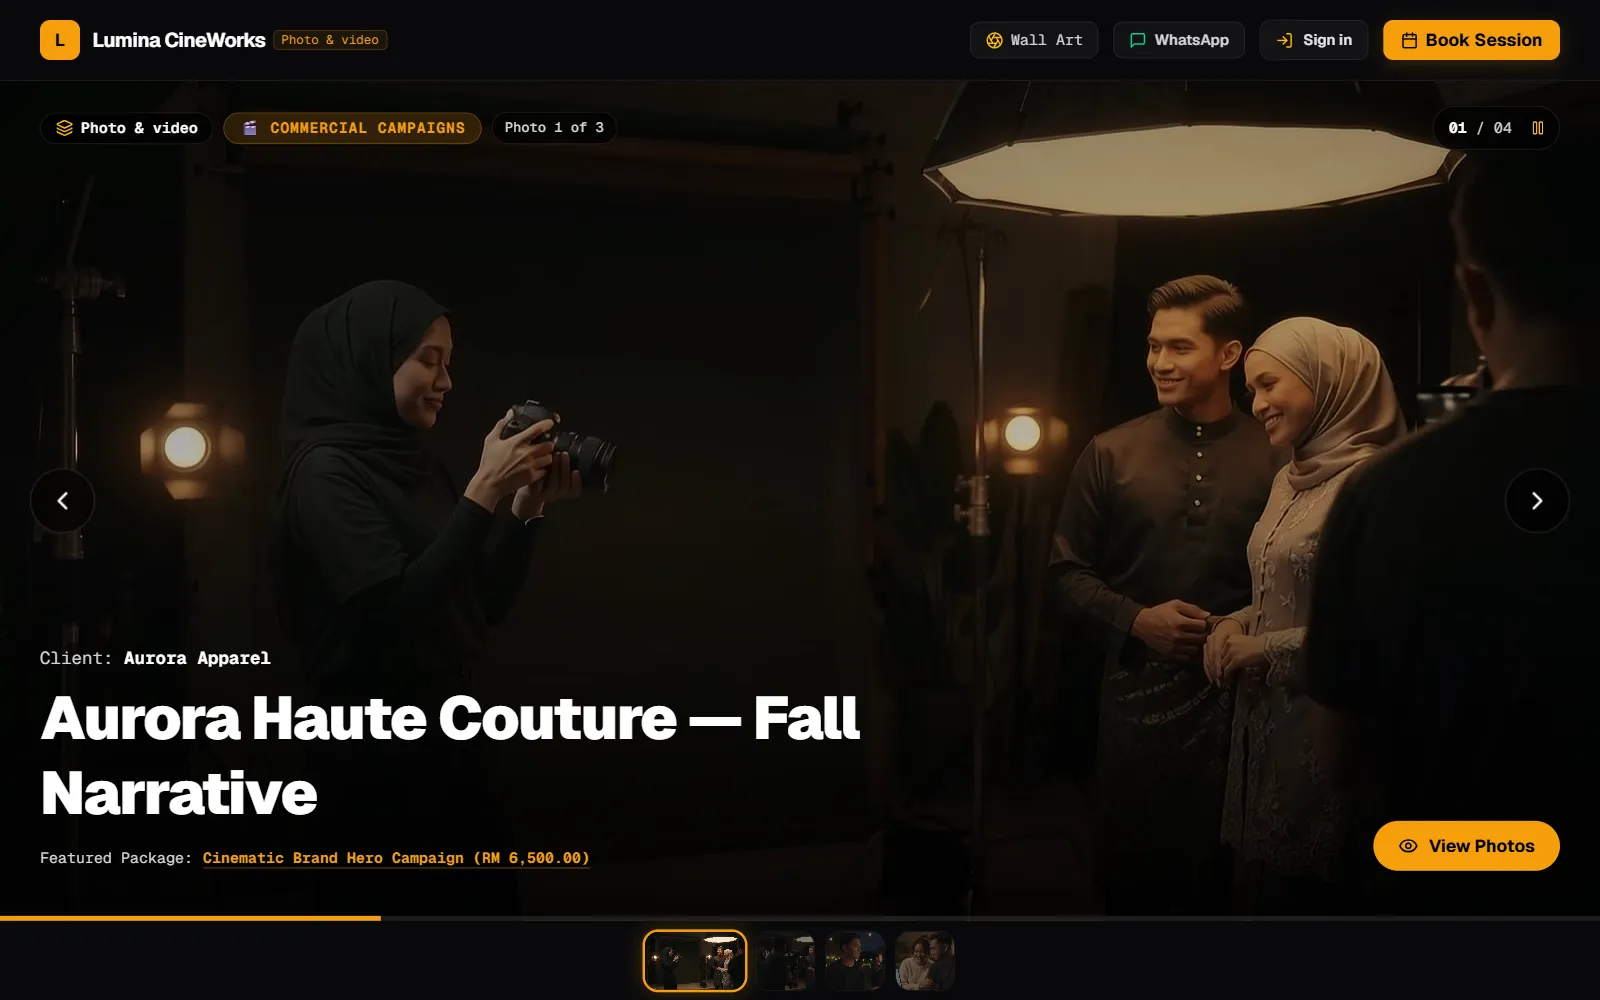 L Lumina CineWorks Photo & video
Wall Art
WhatsApp
Sign in
Book Session
Photo & video
COMMERCIAL CAMPAIGNS
Photo 1 of 3
01 / 04
Client: Aurora Apparel
Aurora Haute Couture — Fall
Narrative
Featured Package: Cinematic Brand Hero Campaign (RM 6,500.00)
View Photos